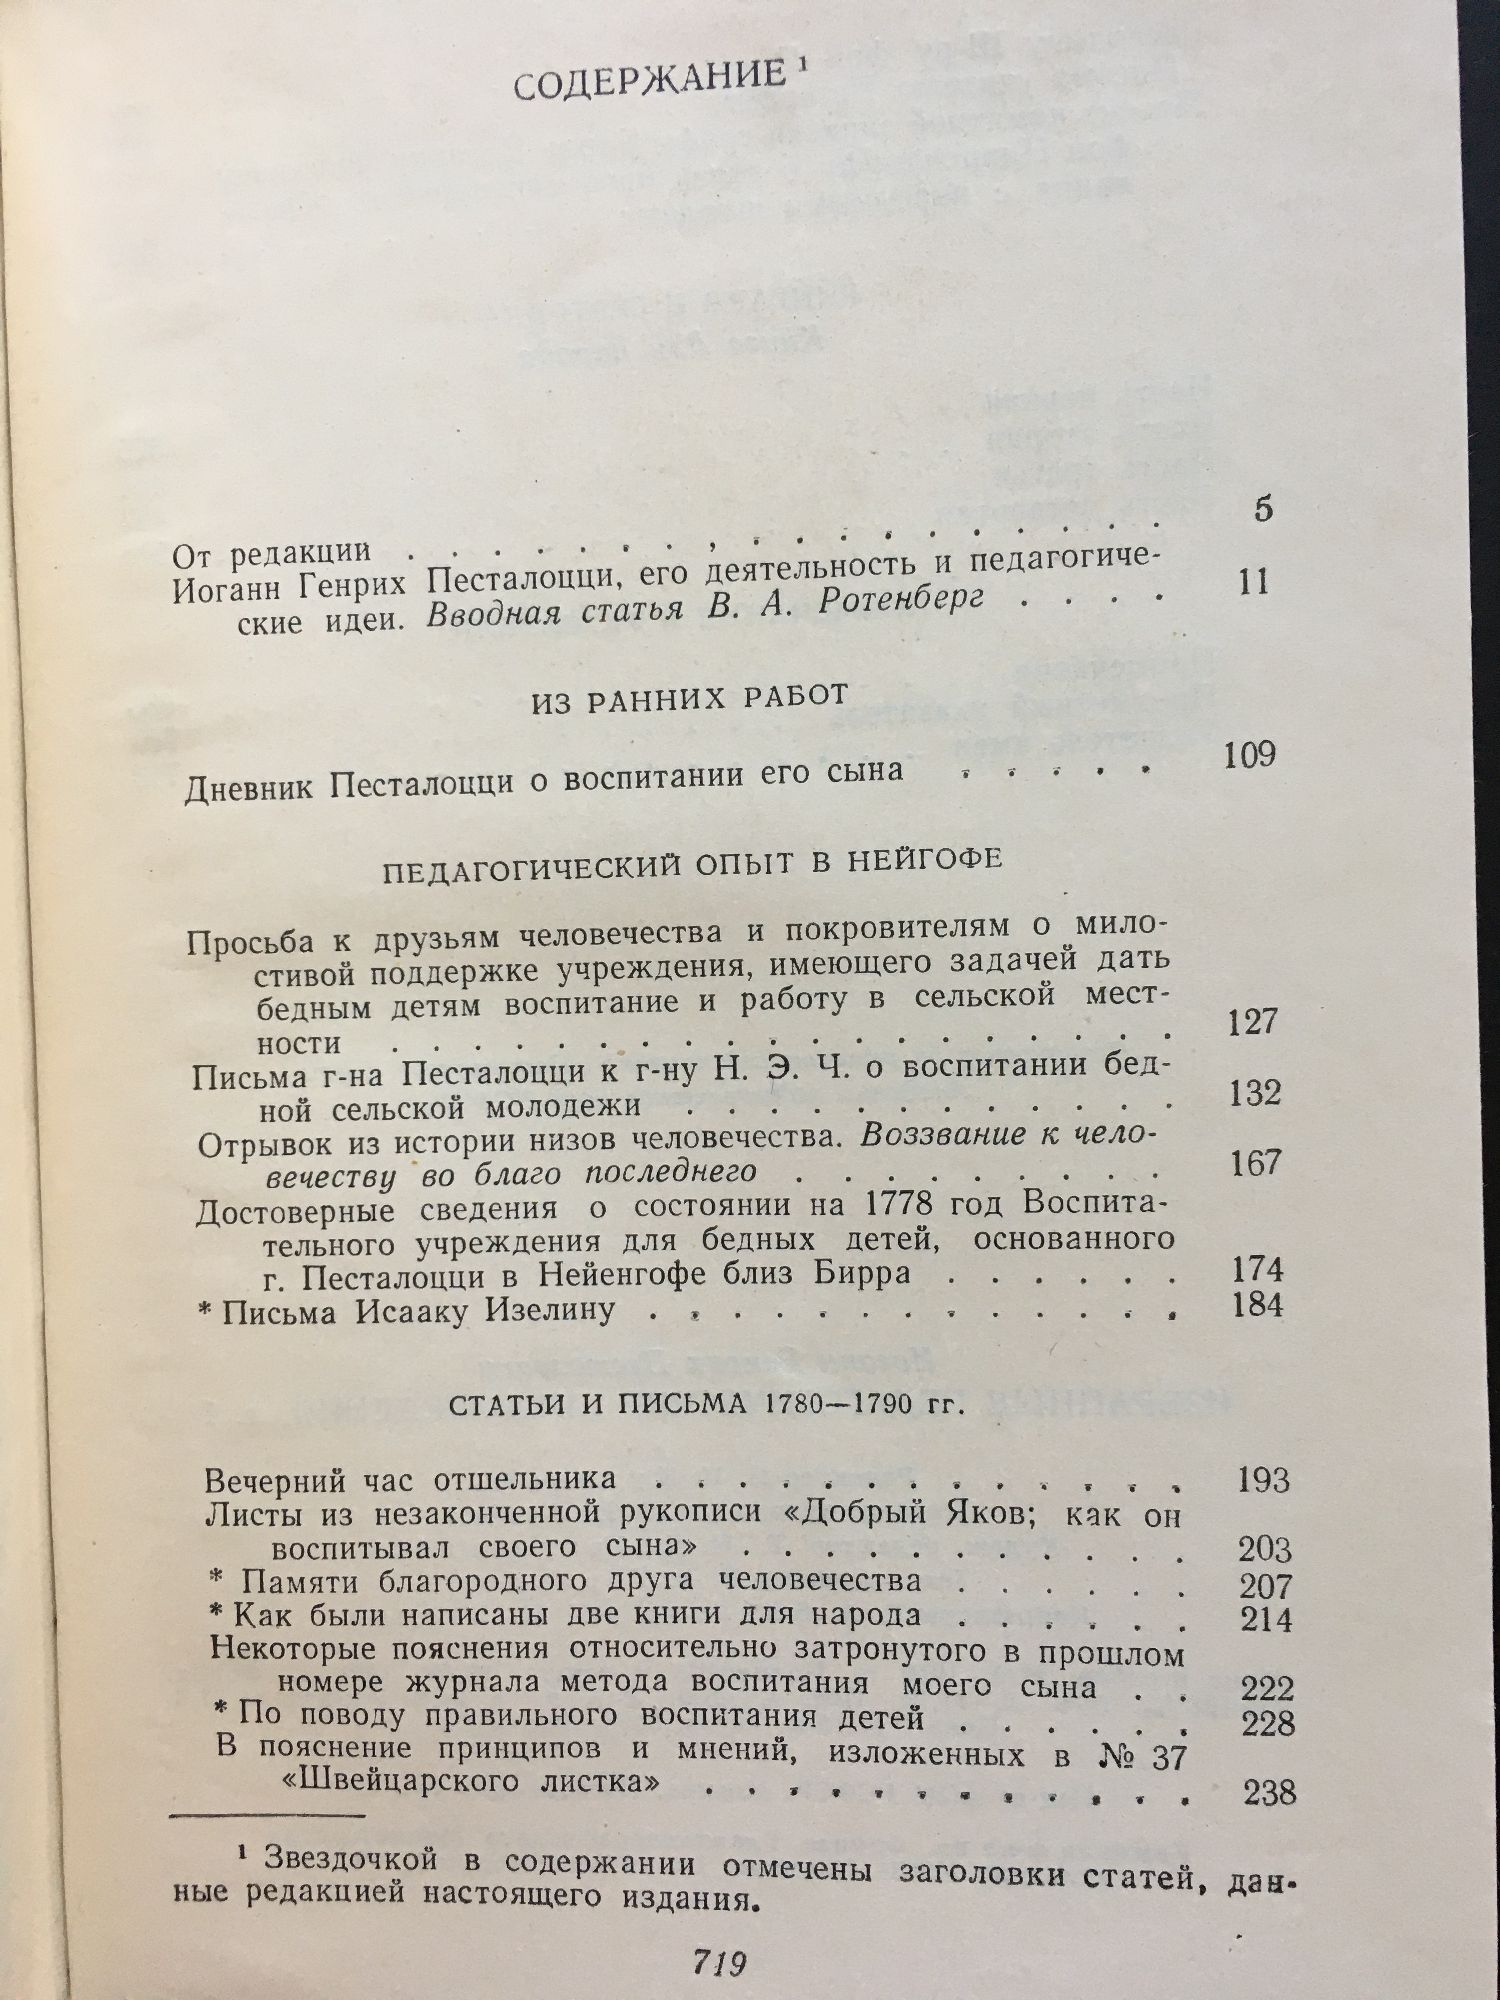 СОДЕРЖАНИЕ ¹
От редакции . . . . . . . . . . . . . . . . . . 5
Иоганн Генрих Песталоцци, его деятельность и педагогиче-
ские идеи. Вводная статья В. А. Ротенберг . . . . 11
ИЗ РАННИХ РАБОТ
Дневник Песталоцци о воспитании его сына . . . . . 109
ПЕДАГОГИЧЕСКИЙ ОПЫТ В НЕЙГОФЕ
Просьба к друзьям человечества и покровителям о мило-
стивой поддержке учреждения, имеющего задачей дать
бедным детям воспитание и работу в сельской мест-
ности . . . . . . . . . . . . . . . . . . . 127
Письма г-на Песталоцци к г-ну Н. Э. Ч. о воспитании бед-
ной сельской молодежи . . . . . . . . . . . . 132
Отрывок из истории низов человечества. Воззвание к чело-
вечеству во благо последнего . . . . . . . . . 167
Достоверные сведения о состоянии на 1778 год Воспита-
тельного учреждения для бедных детей, основанного
г. Песталоцци в Нейенгофе близ Бирра . . . . . . 174
* Письма Исааку Изелину . . . . . . . . . . . . . 184
СТАТЬИ И ПИСЬМА 1780—1790 гг.
Вечерний час отшельника . . . . . . . . . . . . . 193
Листы из незаконченной рукописи «Добрый Яков; как он
воспитывал своего сына» . . . . . . . . . . . 203
* Памяти благородного друга человечества . . . . . . 207
* Как были написаны две книги для народа . . . . . . 214
Некоторые пояснения относительно затронутого в прошлом
номере журнала метода воспитания моего сына . . 222
* По поводу правильного воспитания детей . . . . . . 228
В пояснение принципов и мнений, изложенных в № 37
«Швейцарского листка» . . . . . . . . . . . . 238
¹ Звездочкой в содержании отмечены заголовки статей, дан-
ные редакцией настоящего издания.
719